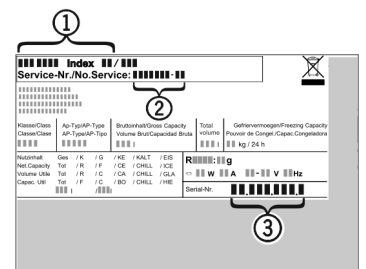 1
Index /
Service-Nr./No.Service: -
2
Klasse/Class
Classe/Clase
Ap-Typ/AP-Type
AP-Type/AP-Tipo
Bruttoinhalt/Gross Capacity
Volume Brut/Capacidad Bruta
l
Total
volume
l
Gefriervermoegen/Freezing Capacity
Pouvoir de Congel./Capac.Congeladora
kg / 24 h
Nutzinhalt Ges / K / G / KE / KALT / EIS
Net.Capacity Tot / R / F / CE / CHILL / ICE
Volume Utile Tot / R / C / CA / CHILL / GLA
Capac. Util Tot / F / C / BO / CHILL / HIE
l / l
R : g
W A - V Hz
Serial-Nr. . . .
3